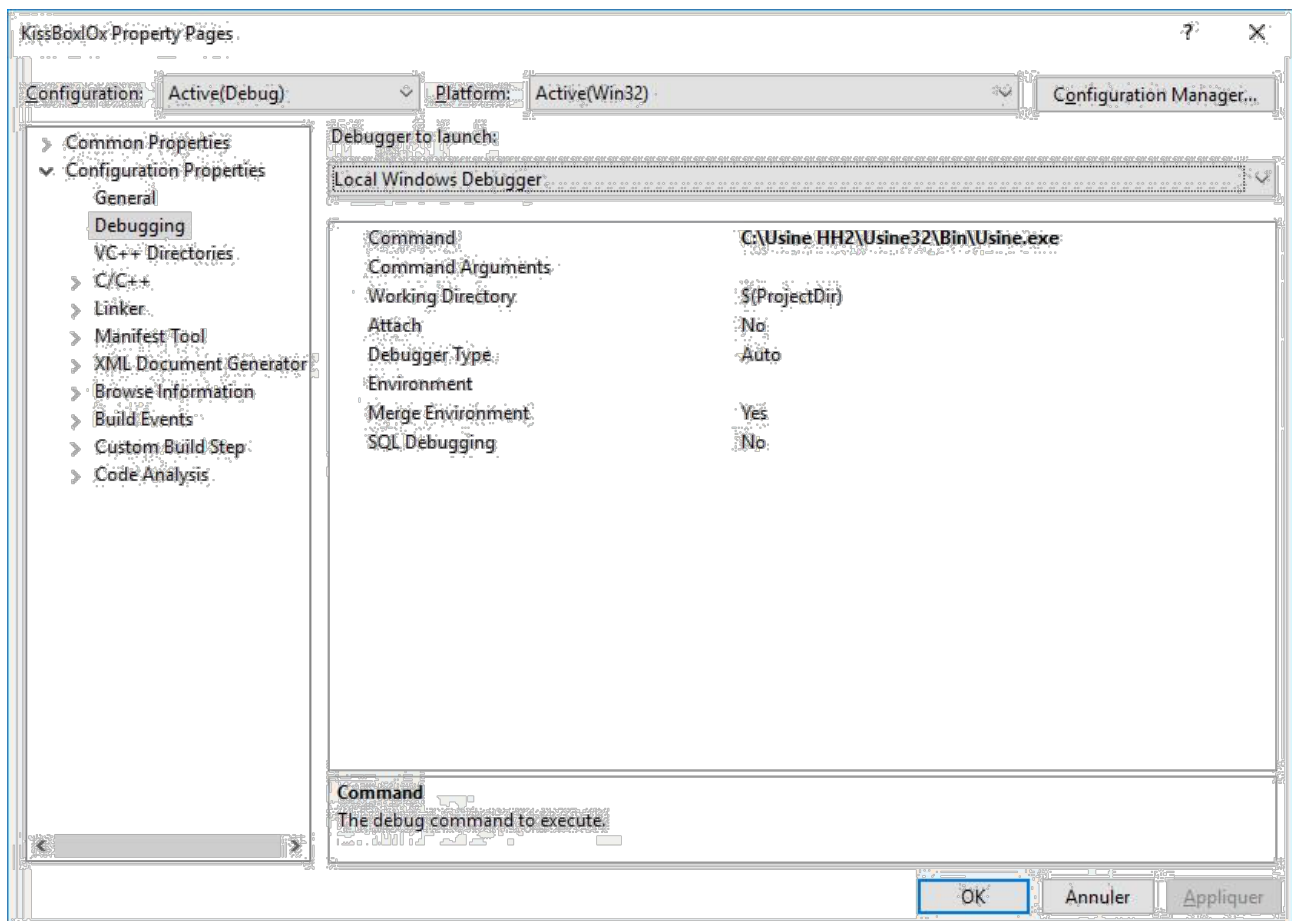 KissBoxIOx Property Pages
Configuration: Active(Debug) Platform: Active(Win32) Configuration Manager...
Common Properties
Configuration Properties
General
Debugging
VC++ Directories
C/C++
Linker
Manifest Tool
XML Document Generator
Browse Information
Build Events
Custom Build Step
Code Analysis
Debugger to launch:
Local Windows Debugger
Command C:\Usine HH2\Usine32\Bin\Usine.exe
Command Arguments
Working Directory $(ProjectDir)
Attach No
Debugger Type Auto
Environment
Merge Environment Yes
SQL Debugging No
Command
The debug command to execute.
OK Annuler Appliquer